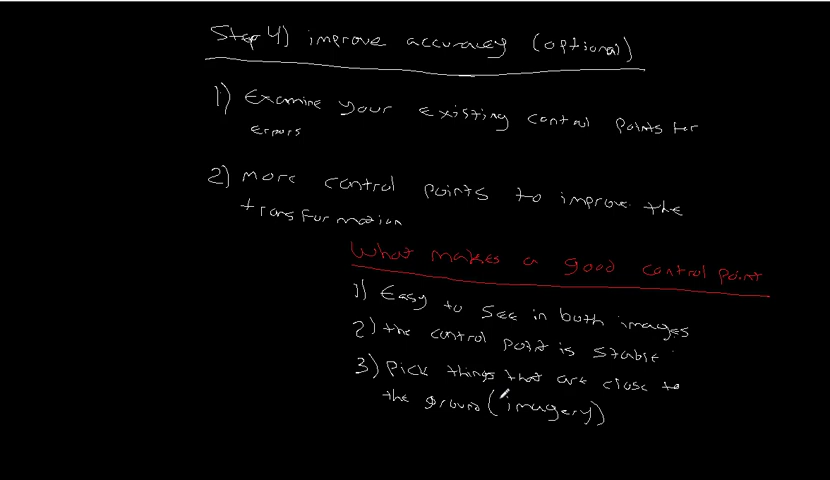 Step 4) improve accuracy (optional)
1) Examine your existing control points for
errors
2) more control points to improve the
transformation
What makes a good control point
1) Easy to see in both images
2) the control point is stable
3) Pick things that are close to
the ground (imagery)